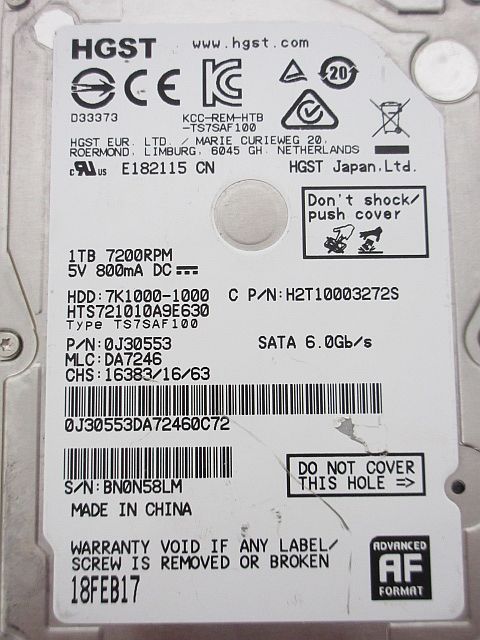 HGST www.hgst.com
CE KC 20
D33373 KCC-REM-HTB
-TS7SAF100
HGST EUR. LTD. / MARIE CURIEWEG 20,
ROERMOND, LIMBURG, 6045 GH, NETHERLANDS
c RU us E182115 CN HGST Japan,Ltd.
Don't shock/
push cover
1TB 7200RPM
5V 800mA DC
HDD:7K1000-1000 C P/N:H2T10003272S
HTS721010A9E630
Type TS7SAF100
P/N:0J30553 SATA 6.0Gb/s
MLC:DA7246
CHS:16383/16/63
0J30553DA72460C72
DO NOT COVER
THIS HOLE =>
S/N:BN0N58LM
MADE IN CHINA
WARRANTY VOID IF ANY LABEL/
SCREW IS REMOVED OR BROKEN
18FEB17
ADVANCED
AF
FORMAT